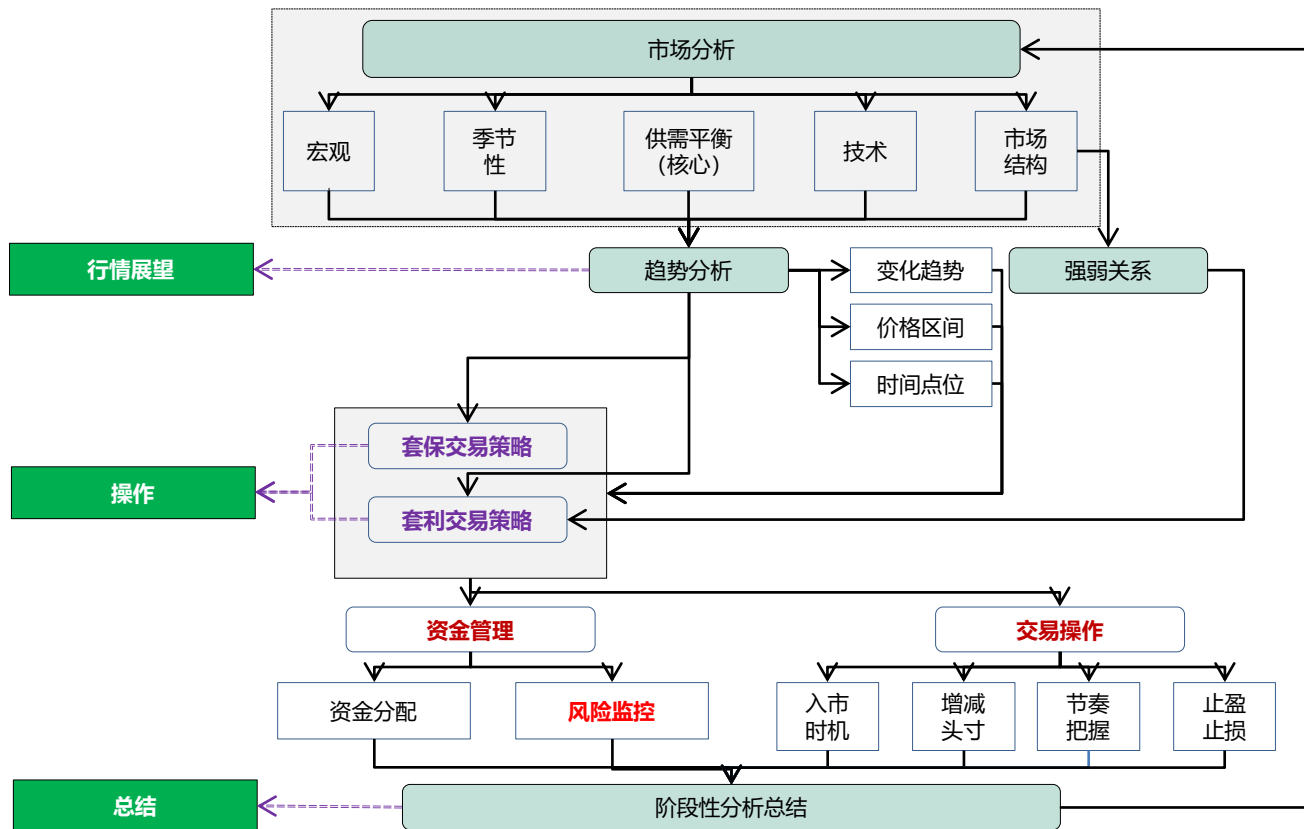 市场分析
宏观
季节
性
供需平衡
（核心）
技术
市场
结构
行情展望
趋势分析
变化趋势
强弱关系
价格区间
时间点位
套保交易策略
操作
套利交易策略
资金管理
交易操作
资金分配
风险监控
入市
时机
增减
头寸
节奏
把握
止盈
止损
总结
阶段性分析总结